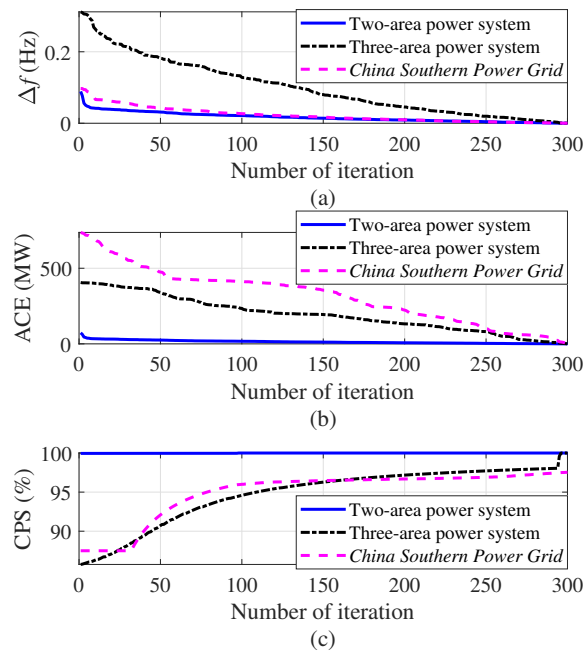 Δf (Hz)
0.2
0
Two-area power system
Three-area power system
China Southern Power Grid
0 50 100 150 200 250 300
Number of iteration
(a)
ACE (MW)
500
0
Two-area power system
Three-area power system
China Southern Power Grid
0 50 100 150 200 250 300
Number of iteration
(b)
CPS (%)
100
95
90
Two-area power system
Three-area power system
China Southern Power Grid
0 50 100 150 200 250 300
Number of iteration
(c)